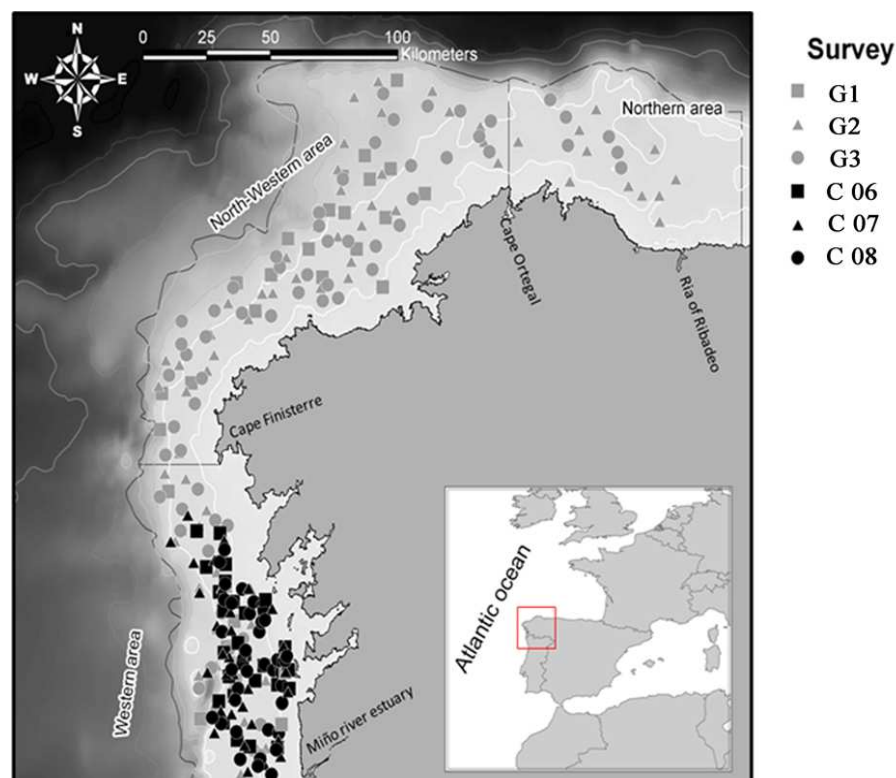 N
W E
S
0 25 50 100
Kilometers
Northern area
North-Western area
Cape Ortegal
Ria of Ribadeo
Cape Finisterre
Western area
Miño river estuary
Atlantic ocean
Survey
G1
G2
G3
C 06
C 07
C 08